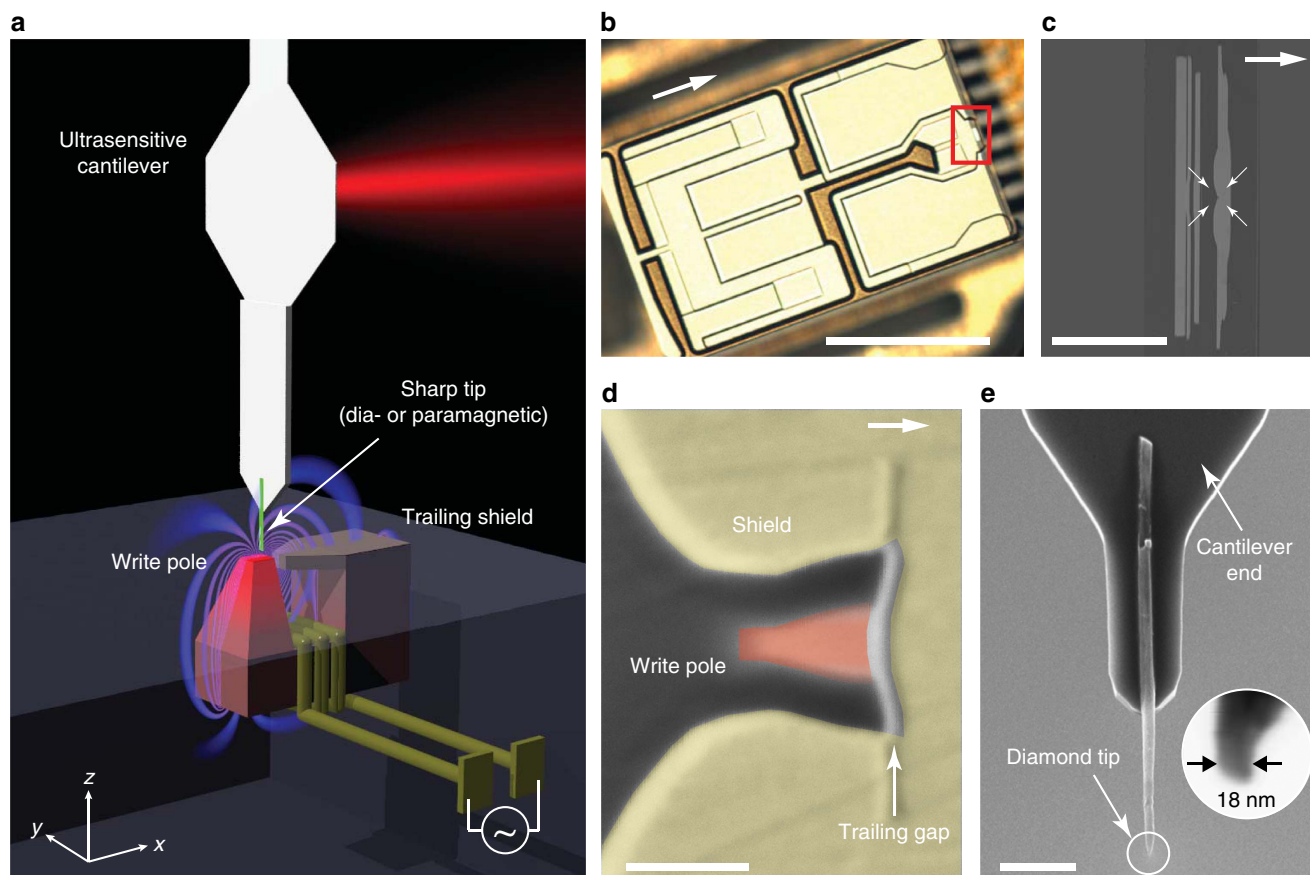 a
Ultrasensitive
cantilever
Sharp tip
(dia- or paramagnetic)
Trailing shield
Write pole
z
y
x
~
b
c
d
Shield
Write pole
Trailing gap
e
Cantilever
end
Diamond tip
18 nm